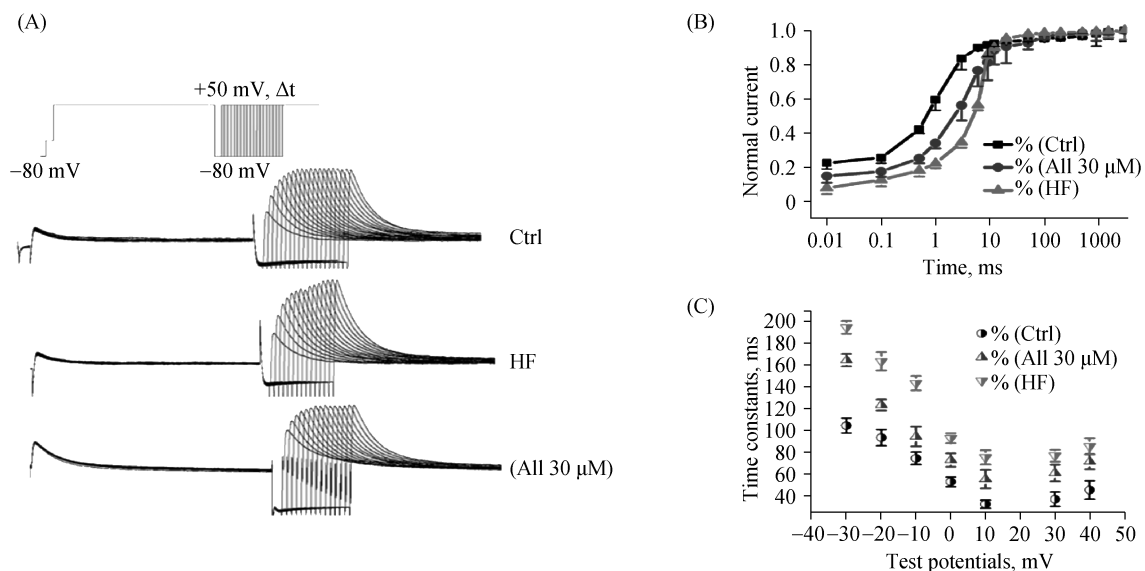 (A)
+50 mV, Δt
−80 mV
−80 mV
Ctrl
HF
(All 30 μM)
(B)
Normal current
1.0
0.8
0.6
0.4
0.2
0
% (Ctrl)
% (All 30 μM)
% (HF)
0.01 0.1 1 10 100 1000
Time, ms
(C)
Time constants, ms
200
180
160
140
120
100
80
60
40
% (Ctrl)
% (All 30 μM)
% (HF)
−40 −30 −20 −10 0 10 20 30 40 50
Test potentials, mV